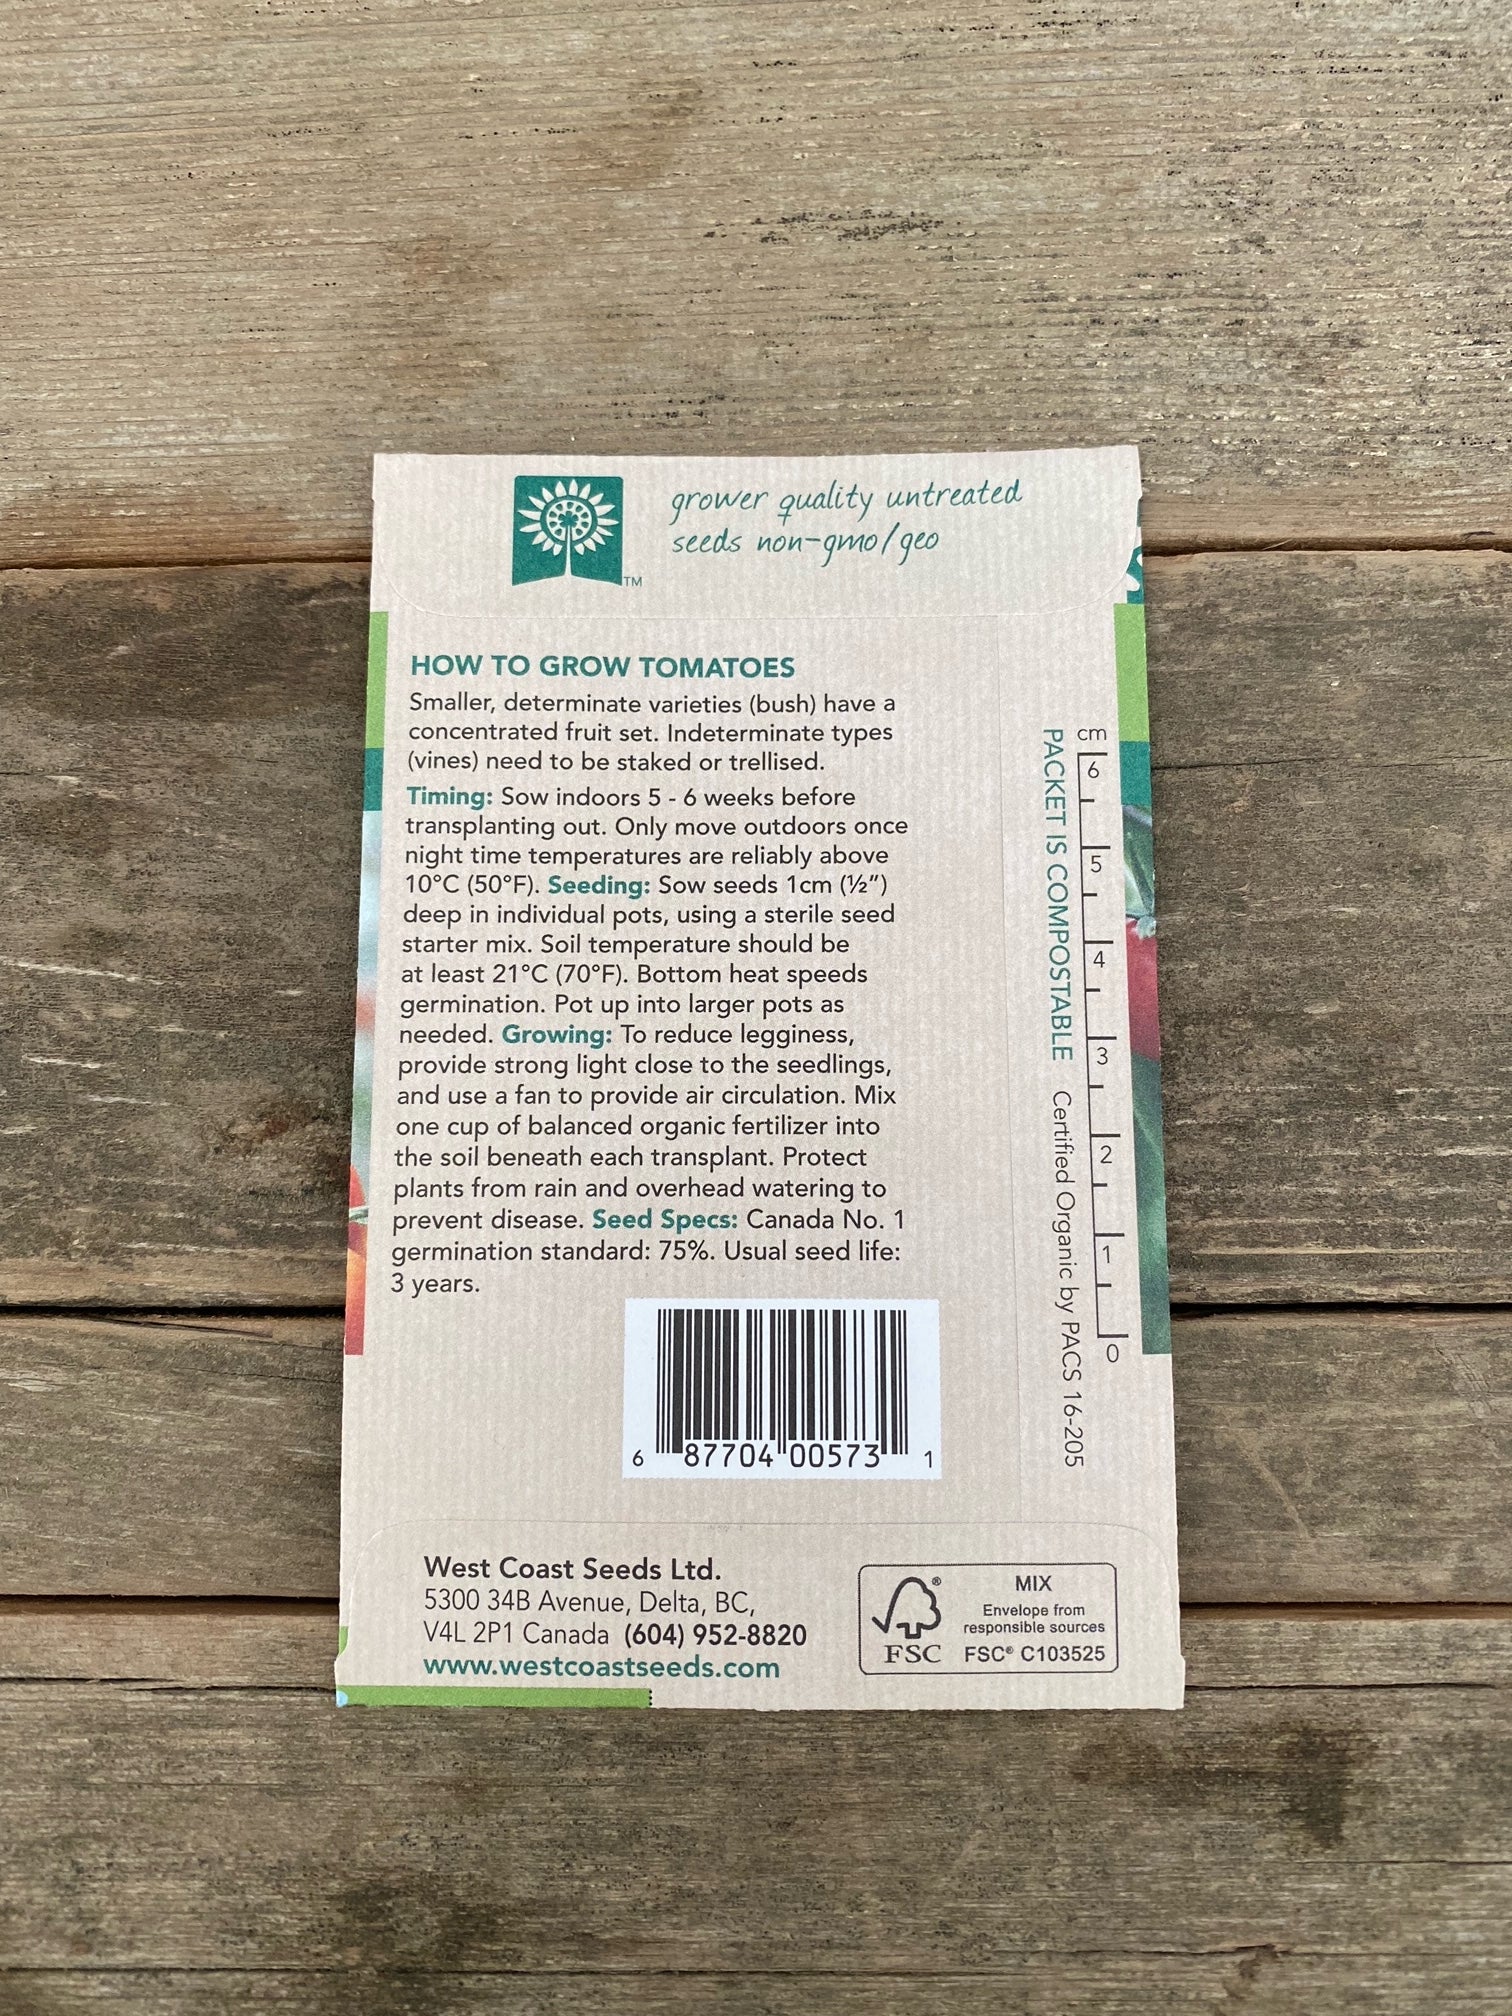 grower quality untreated
seeds non-gmo/geo
TM
HOW TO GROW TOMATOES
Smaller, determinate varieties (bush) have a
concentrated fruit set. Indeterminate types
(vines) need to be staked or trellised.
Timing: Sow indoors 5 - 6 weeks before
transplanting out. Only move outdoors once
night time temperatures are reliably above
10°C (50°F). Seeding: Sow seeds 1cm (½")
deep in individual pots, using a sterile seed
starter mix. Soil temperature should be
at least 21°C (70°F). Bottom heat speeds
germination. Pot up into larger pots as
needed. Growing: To reduce legginess,
provide strong light close to the seedlings,
and use a fan to provide air circulation. Mix
one cup of balanced organic fertilizer into
the soil beneath each transplant. Protect
plants from rain and overhead watering to
prevent disease. Seed Specs: Canada No. 1
germination standard: 75%. Usual seed life:
3 years.
PACKET IS COMPOSTABLE Certified Organic by PACS 16-205
cm
6
5
4
3
2
1
0
6 87704 00573 1
West Coast Seeds Ltd.
5300 34B Avenue, Delta, BC,
V4L 2P1 Canada (604) 952-8820
www.westcoastseeds.com
®
FSC
MIX
Envelope from
responsible sources
FSC® C103525